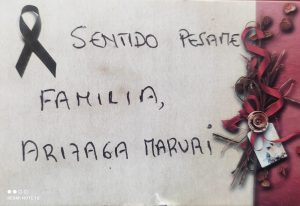 SENTIDO PESAME
FAMILIA,
ARIZAGA MARURI